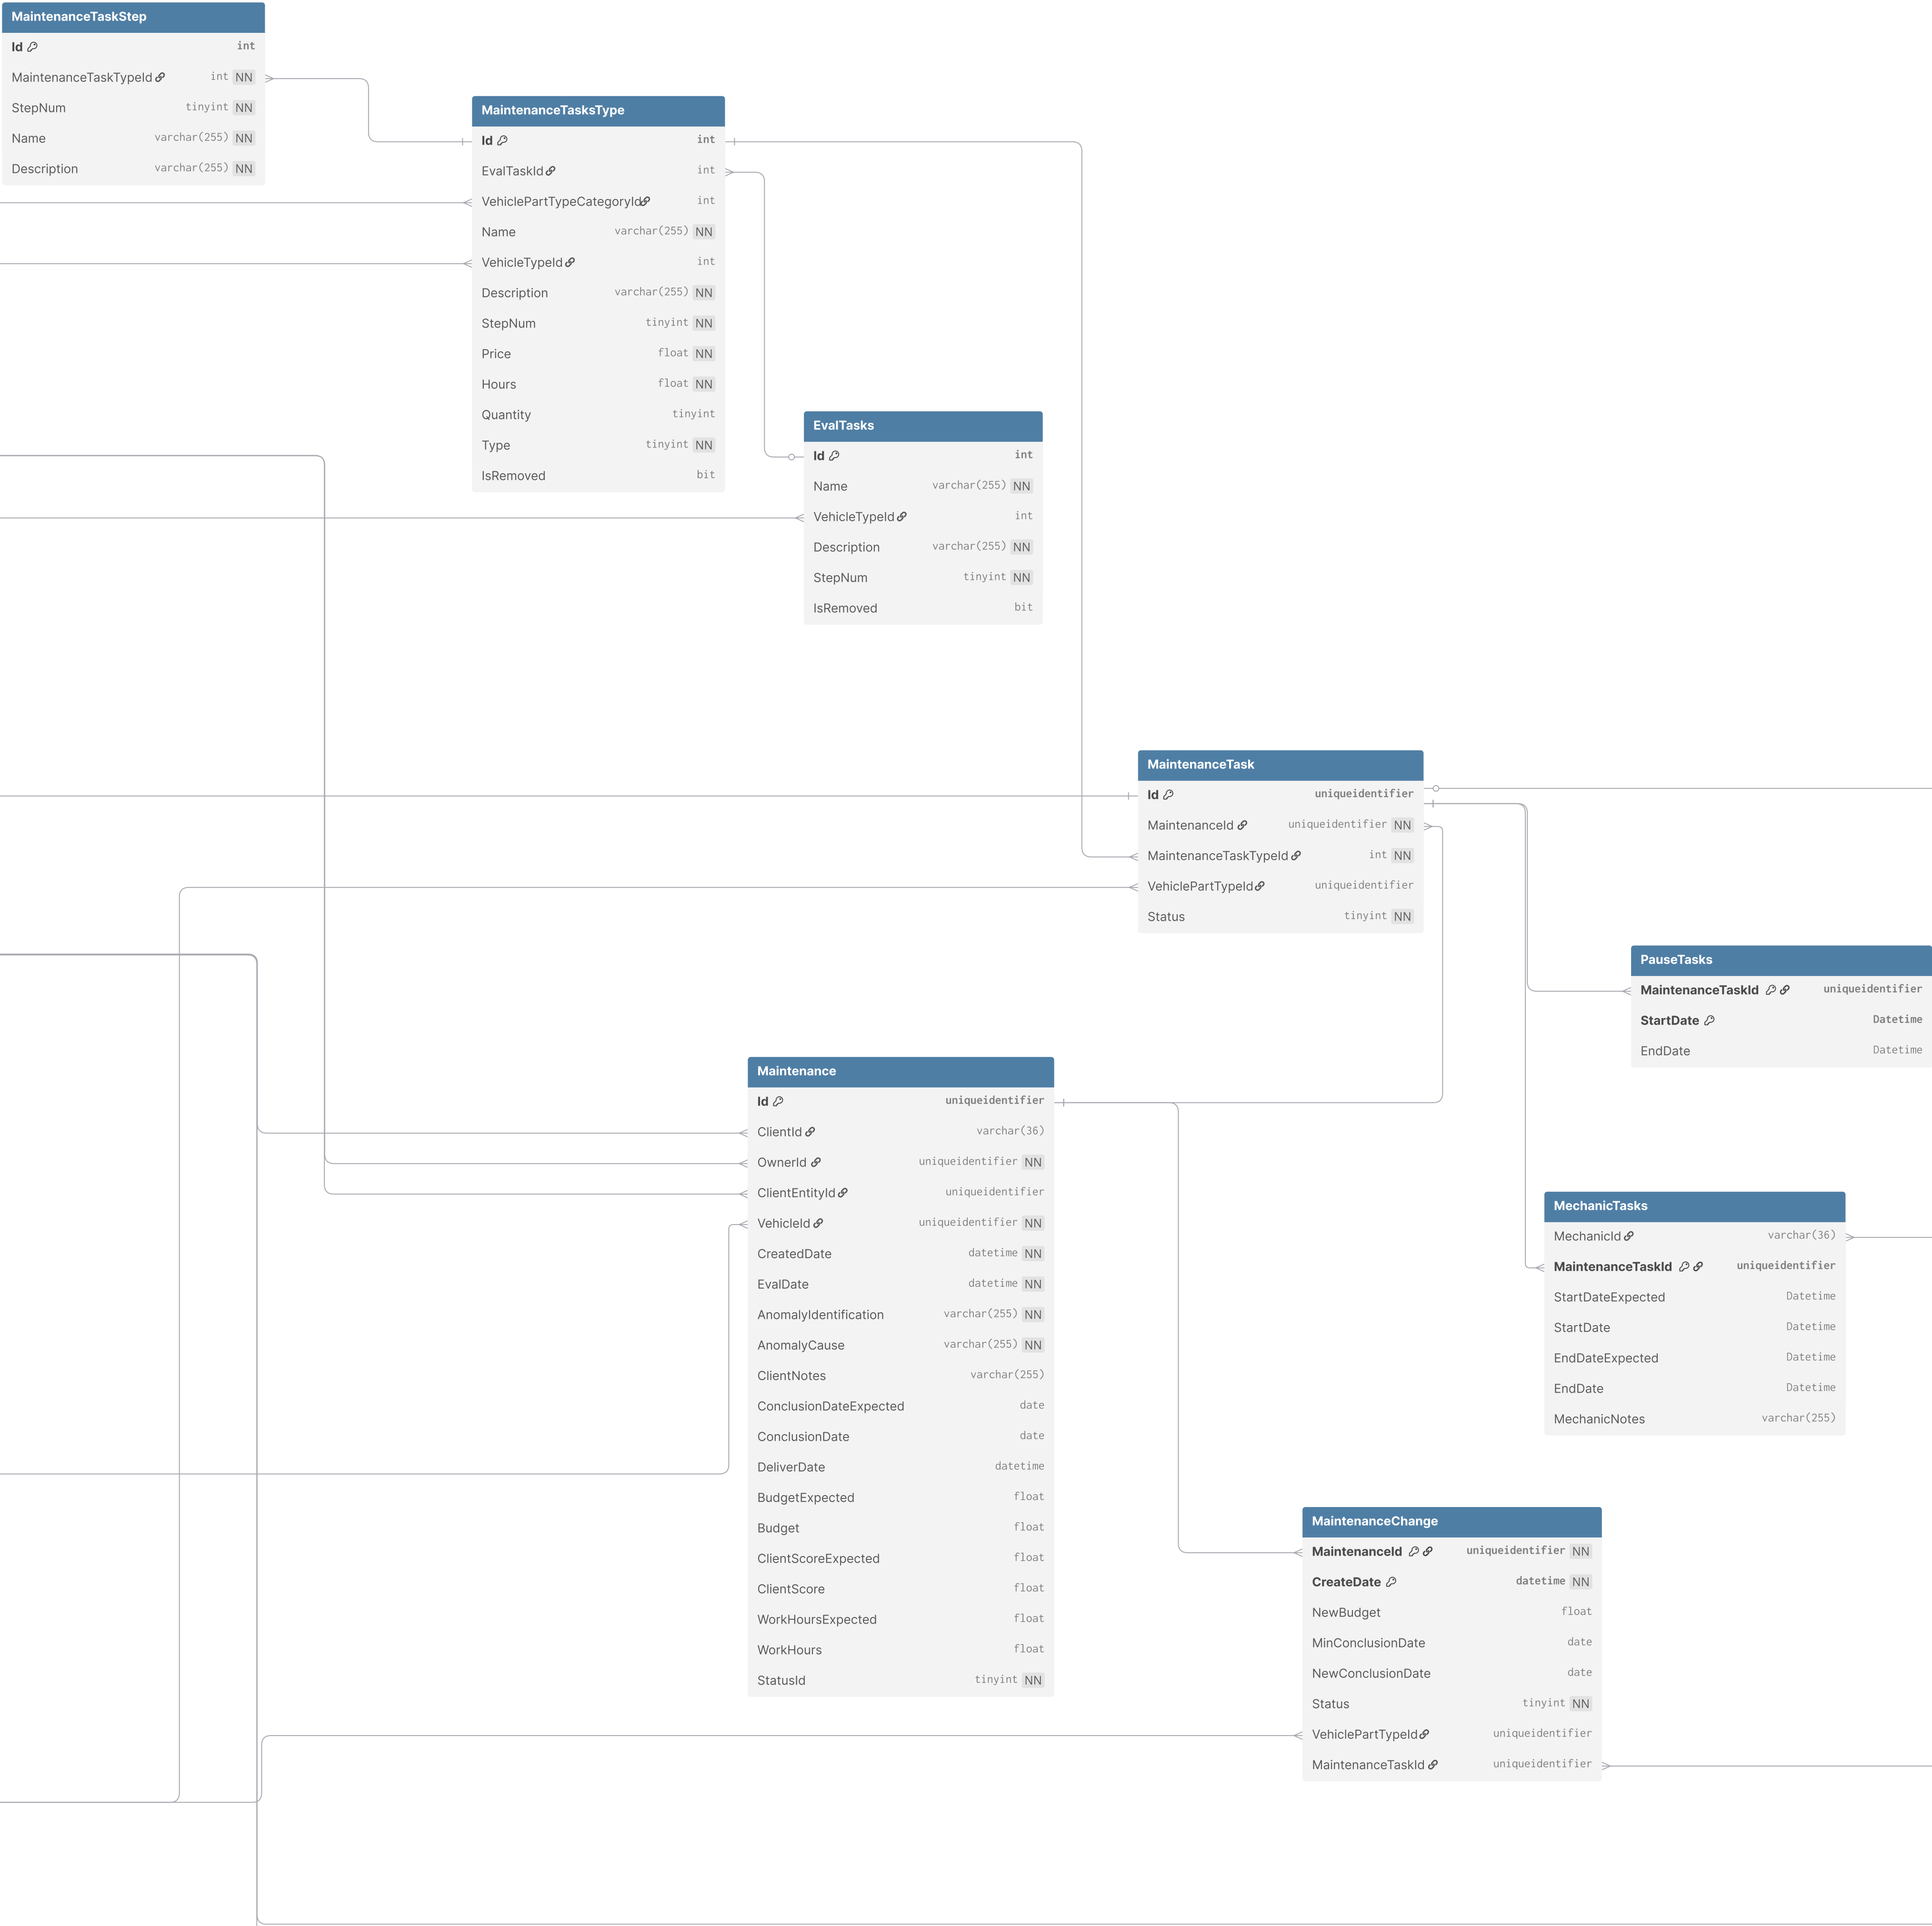 MaintenanceTaskStep
Id int
MaintenanceTaskTypeId int NN
StepNum tinyint NN
Name varchar(255) NN
Description varchar(255) NN
MaintenanceTasksType
Id int
EvalTaskId int
VehiclePartTypeCategoryId int
Name varchar(255) NN
VehicleTypeId int
Description varchar(255) NN
StepNum tinyint NN
Price float NN
Hours float NN
Quantity tinyint
Type tinyint NN
IsRemoved bit
EvalTasks
Id int
Name varchar(255) NN
VehicleTypeId int
Description varchar(255) NN
StepNum tinyint NN
IsRemoved bit
MaintenanceTask
Id uniqueidentifier
MaintenanceId uniqueidentifier NN
MaintenanceTaskTypeId int NN
VehiclePartTypeId uniqueidentifier
Status tinyint NN
PauseTasks
MaintenanceTaskId uniqueidentifier
StartDate Datetime
EndDate Datetime
Maintenance
Id uniqueidentifier
ClientId varchar(36)
OwnerId uniqueidentifier NN
ClientEntityId uniqueidentifier
VehicleId uniqueidentifier NN
CreatedDate datetime NN
EvalDate datetime NN
AnomalyIdentification varchar(255) NN
AnomalyCause varchar(255) NN
ClientNotes varchar(255)
ConclusionDateExpected date
ConclusionDate date
DeliverDate datetime
BudgetExpected float
Budget float
ClientScoreExpected float
ClientScore float
WorkHoursExpected float
WorkHours float
StatusId tinyint NN
MechanicTasks
MechanicId varchar(36)
MaintenanceTaskId uniqueidentifier
StartDateExpected Datetime
StartDate Datetime
EndDateExpected Datetime
EndDate Datetime
MechanicNotes varchar(255)
MaintenanceChange
MaintenanceId uniqueidentifier NN
CreateDate datetime NN
NewBudget float
MinConclusionDate date
NewConclusionDate date
Status tinyint NN
VehiclePartTypeId uniqueidentifier
MaintenanceTaskId uniqueidentifier